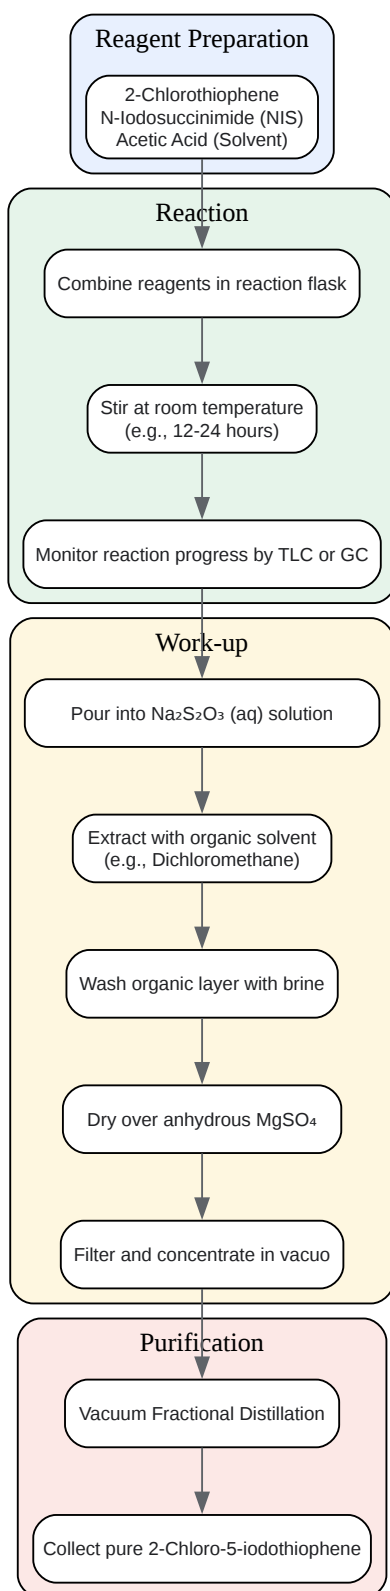 Reagent Preparation
2-Chlorothiophene
N-Iodosuccinimide (NIS)
Acetic Acid (Solvent)
Reaction
Combine reagents in reaction flask
Stir at room temperature
(e.g., 12-24 hours)
Monitor reaction progress by TLC or GC
Work-up
Pour into Na₂S₂O₃ (aq) solution
Extract with organic solvent
(e.g., Dichloromethane)
Wash organic layer with brine
Dry over anhydrous MgSO₄
Filter and concentrate in vacuo
Purification
Vacuum Fractional Distillation
Collect pure 2-Chloro-5-iodothiophene